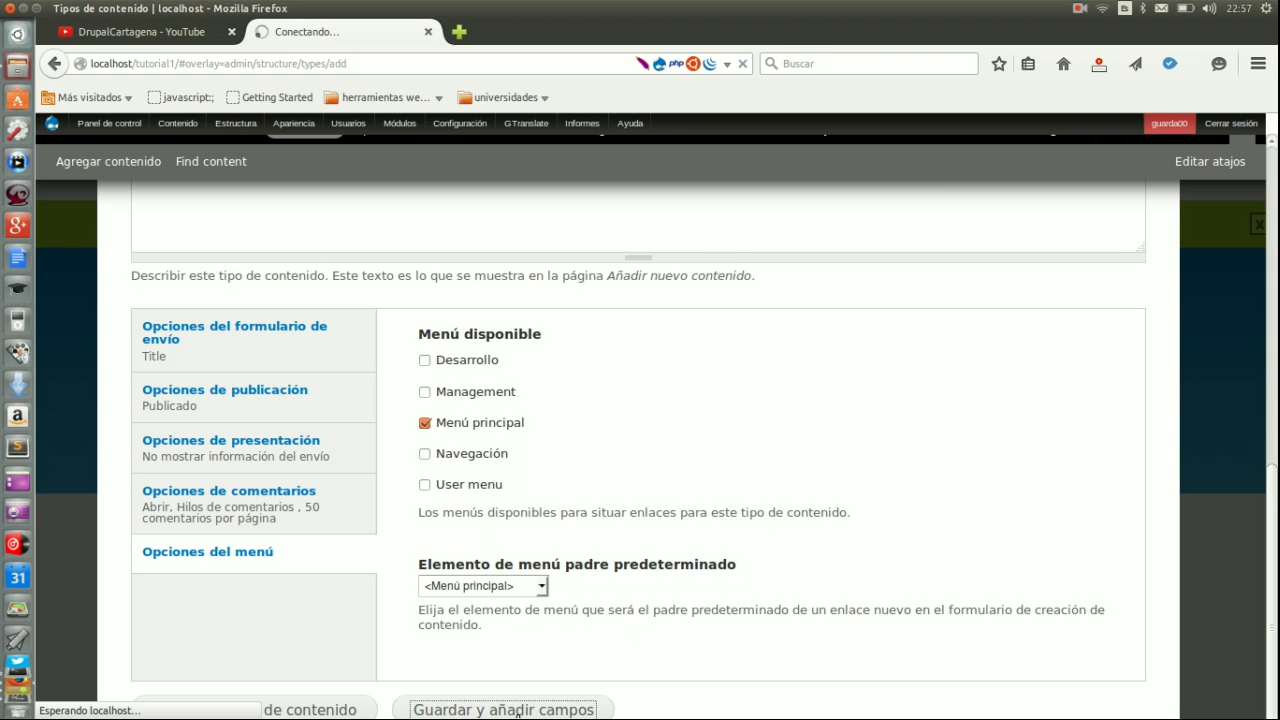 Tipos de contenido | localhost - Mozilla Firefox
22:57
DrupalCartagena - YouTube
Conectando...
localhost/tutorial1/#overlay=admin/structure/types/add
php
Buscar
Más visitados
javascript:;
Getting Started
herramientas we...
universidades
Panel de control
Contenido
Estructura
Apariencia
Usuarios
Módulos
Configuración
GTranslate
Informes
Ayuda
guarda00
Cerrar sesión
Agregar contenido
Find content
Editar atajos
X
Describir este tipo de contenido. Este texto es lo que se muestra en la página Añadir nuevo contenido.
Opciones del formulario de
envío
Title
Opciones de publicación
Publicado
Opciones de presentación
No mostrar información del envío
Opciones de comentarios
Abrir, Hilos de comentarios , 50
comentarios por página
Opciones del menú
Menú disponible
Desarrollo
Management
Menú principal
Navegación
User menu
Los menús disponibles para situar enlaces para este tipo de contenido.
Elemento de menú padre predeterminado
<Menú principal>
Elija el elemento de menú que será el padre predeterminado de un enlace nuevo en el formulario de creación de
contenido.
de contenido
Guardar y añadir campos
Esperando localhost...
g+
a
S
31